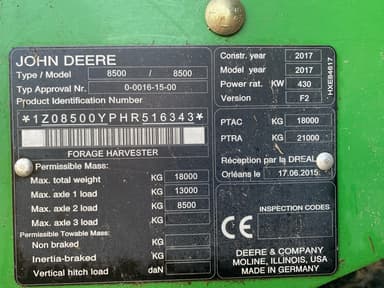 JOHN DEERE
Type / Model 8500 / 8500
Typ Approval Nr. 0-0016-15-00
Product Identification Number
*1Z08500YPHR516343*
FORAGE HARVESTER
Permissible Mass:
Max. total weight KG 18000
Max. axle 1 load KG 13000
Max. axle 2 load KG 8500
Max. axle 3 load KG
Permissible Towable Mass:
Non braked KG
Inertia-braked KG
Vertical hitch load daN
Constr. year 2017
Model year 2017
Power rat. KW 430
Version F2
HXE84617
PTAC KG 18000
PTRA KG 21000
Réception par la DREAL
Orléans le 17.06.2015
CE
INSPECTION CODES:
DEERE & COMPANY
MOLINE, ILLINOIS, USA
MADE IN GERMANY